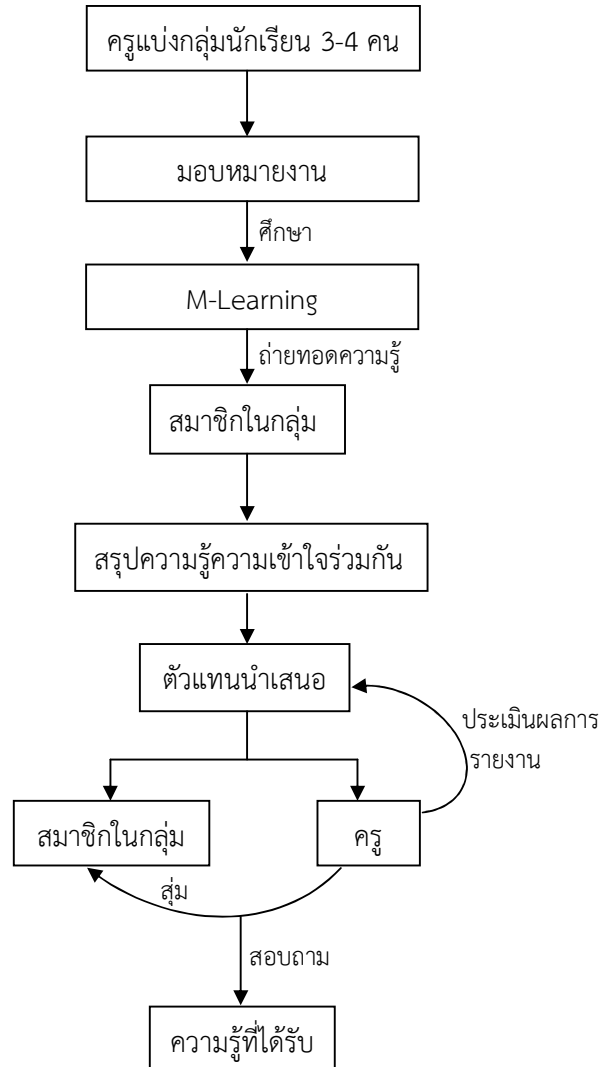 ครูแบ่งกลุ่มนักเรียน 3-4 คน
มอบหมายงาน
ศึกษา
M-Learning
ถ่ายทอดความรู้
สมาชิกในกลุ่ม
สรุปความรู้ความเข้าใจร่วมกัน
ตัวแทนนำเสนอ
ประเมินผลการ
รายงาน
สมาชิกในกลุ่ม
ครู
สุ่ม
สอบถาม
ความรู้ที่ได้รับ